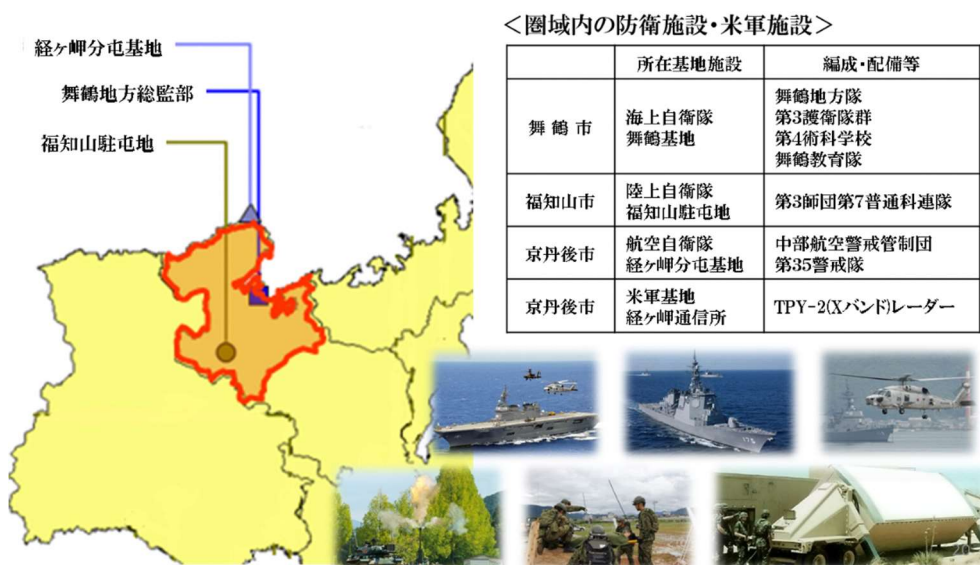 経ヶ岬分屯基地
舞鶴地方総監部
福知山駐屯地
＜圏域内の防衛施設・米軍施設＞
所在基地施設 編成・配備等
舞鶴市
海上自衛隊
舞鶴基地
舞鶴地方隊
第3護衛隊群
第4術科学校
舞鶴教育隊
福知山市
陸上自衛隊
福知山駐屯地
第3師団第7普通科連隊
京丹後市
航空自衛隊
経ヶ岬分屯基地
中部航空警戒管制団
第35警戒隊
京丹後市
米軍基地
経ヶ岬通信所
TPY-2(Xバンド)レーダー